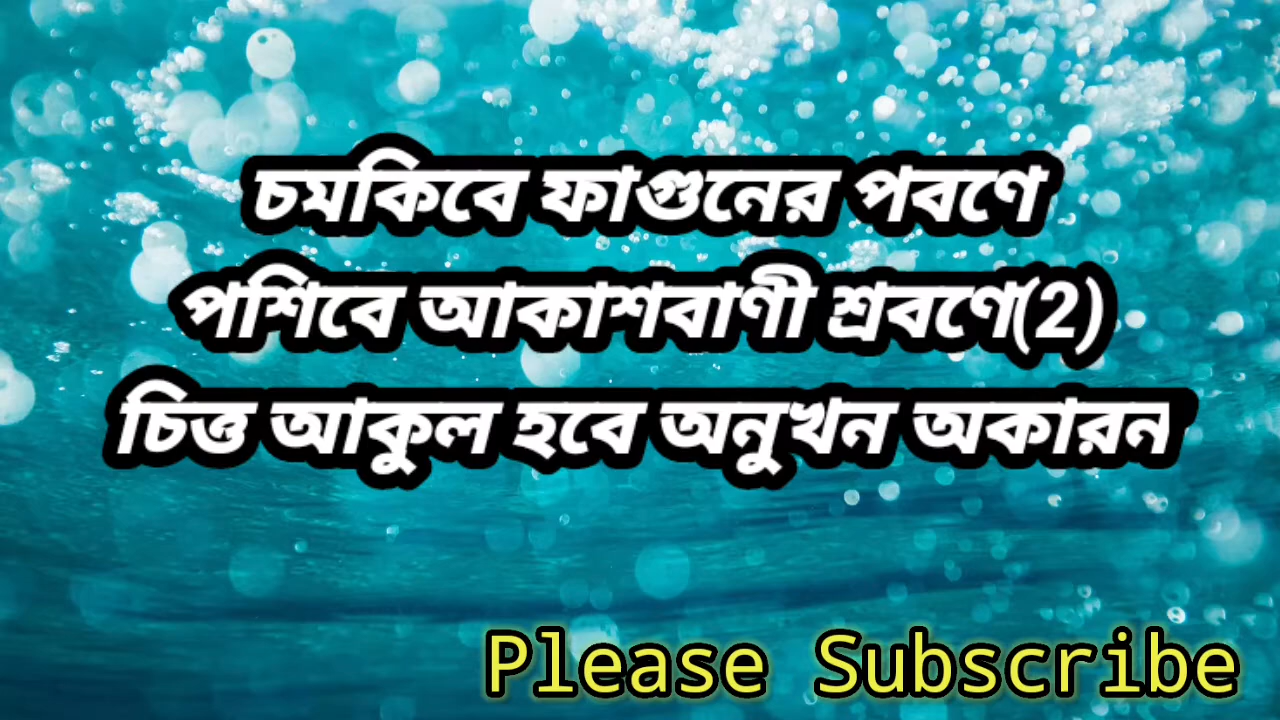 চমকিবে ফাগুনের পবণে
পশিবে আকাশবাণী শ্রবণে(2)
চিত্ত আকুল হবে অনুখন অকারন
Please Subscribe